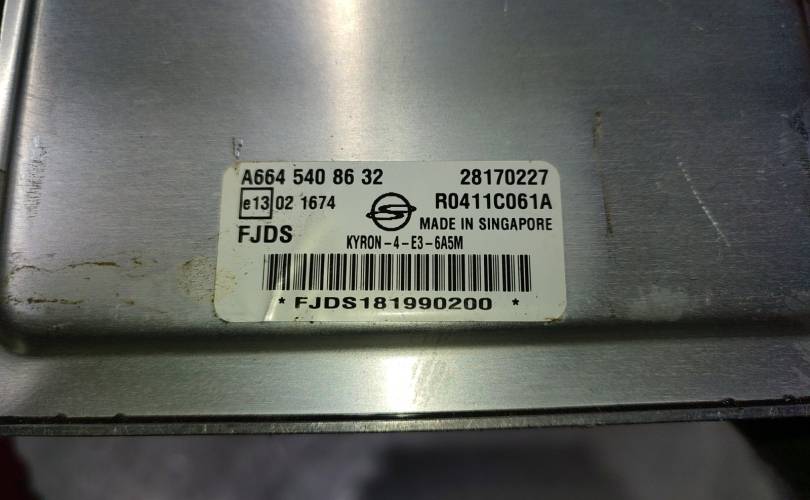 A664 540 86 32 28170227
e13 02 1674 R0411C061A
MADE IN SINGAPORE
FJDS KYRON-4-E3-6A5M
* FJDS181990200 *